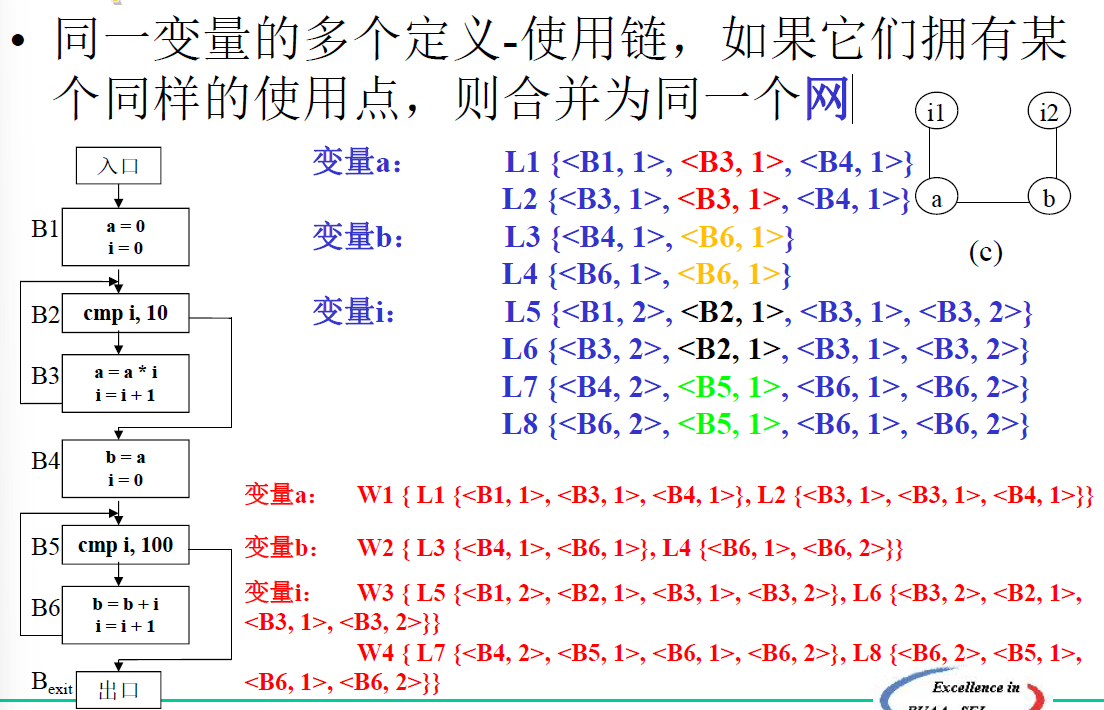 • 同一变量的多个定义-使用链，如果它们拥有某
个同样的使用点，则合并为同一个网
i1
i2
a
b
(c)
入口
B1
a = 0
i = 0
B2
cmp i, 10
B3
a = a * i
i = i + 1
B4
b = a
i = 0
B5
cmp i, 100
B6
b = b + i
i = i + 1
Bexit
出口
变量a： L1 {<B1, 1>, <B3, 1>, <B4, 1>}
L2 {<B3, 1>, <B3, 1>, <B4, 1>}
变量b： L3 {<B4, 1>, <B6, 1>}
L4 {<B6, 1>, <B6, 1>}
变量i： L5 {<B1, 2>, <B2, 1>, <B3, 1>, <B3, 2>}
L6 {<B3, 2>, <B2, 1>, <B3, 1>, <B3, 2>}
L7 {<B4, 2>, <B5, 1>, <B6, 1>, <B6, 2>}
L8 {<B6, 2>, <B5, 1>, <B6, 1>, <B6, 2>}
变量a： W1 { L1 {<B1, 1>, <B3, 1>, <B4, 1>}, L2 {<B3, 1>, <B3, 1>, <B4, 1>}}
变量b： W2 { L3 {<B4, 1>, <B6, 1>}, L4 {<B6, 1>, <B6, 2>}}
变量i： W3 { L5 {<B1, 2>, <B2, 1>, <B3, 1>, <B3, 2>}, L6 {<B3, 2>, <B2, 1>,
<B3, 1>, <B3, 2>}}
W4 { L7 {<B4, 2>, <B5, 1>, <B6, 1>, <B6, 2>}, L8 {<B6, 2>, <B5, 1>,
<B6, 1>, <B6, 2>}}
Excellence in